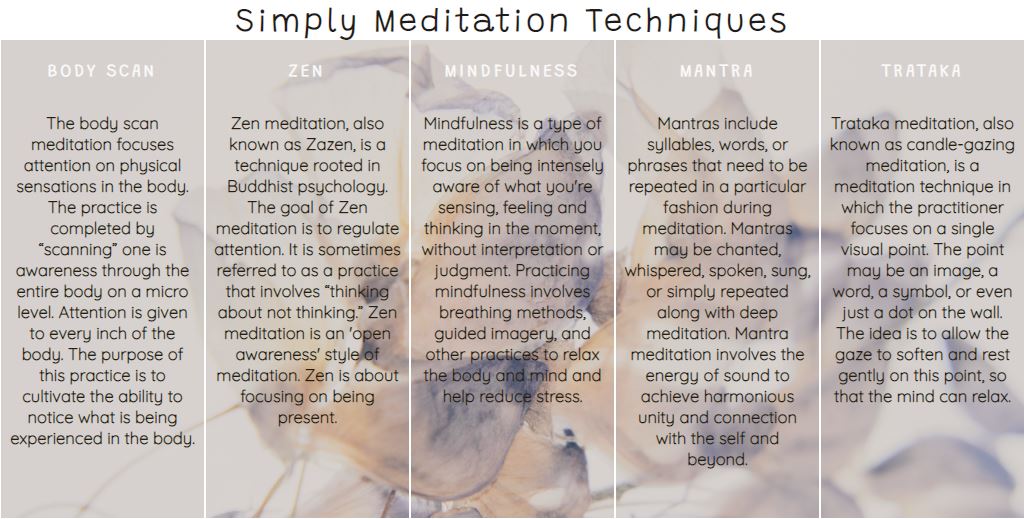 Simply Meditation Techniques
BODY SCAN
The body scan
meditation focuses
attention on physical
sensations in the body.
The practice is
completed by
“scanning” one is
awareness through the
entire body on a micro
level. Attention is given
to every inch of the
body. The purpose of
this practice is to
cultivate the ability to
notice what is being
experienced in the body.
ZEN
Zen meditation, also
known as Zazen, is a
technique rooted in
Buddhist psychology.
The goal of Zen
meditation is to regulate
attention. It is sometimes
referred to as a practice
that involves “thinking
about not thinking.” Zen
meditation is an 'open
awareness' style of
meditation. Zen is about
focusing on being
present.
MINDFULNESS
Mindfulness is a type of
meditation in which you
focus on being intensely
aware of what you're
sensing, feeling and
thinking in the moment,
without interpretation or
judgment. Practicing
mindfulness involves
breathing methods,
guided imagery, and
other practices to relax
the body and mind and
help reduce stress.
MANTRA
Mantras include
syllables, words, or
phrases that need to be
repeated in a particular
fashion during
meditation. Mantras
may be chanted,
whispered, spoken, sung,
or simply repeated
along with deep
meditation. Mantra
meditation involves the
energy of sound to
achieve harmonious
unity and connection
with the self and
beyond.
TRATAKA
Trataka meditation, also
known as candle-gazing
meditation, is a
meditation technique in
which the practitioner
focuses on a single
visual point. The point
may be an image, a
word, a symbol, or even
just a dot on the wall.
The idea is to allow the
gaze to soften and rest
gently on this point, so
that the mind can relax.